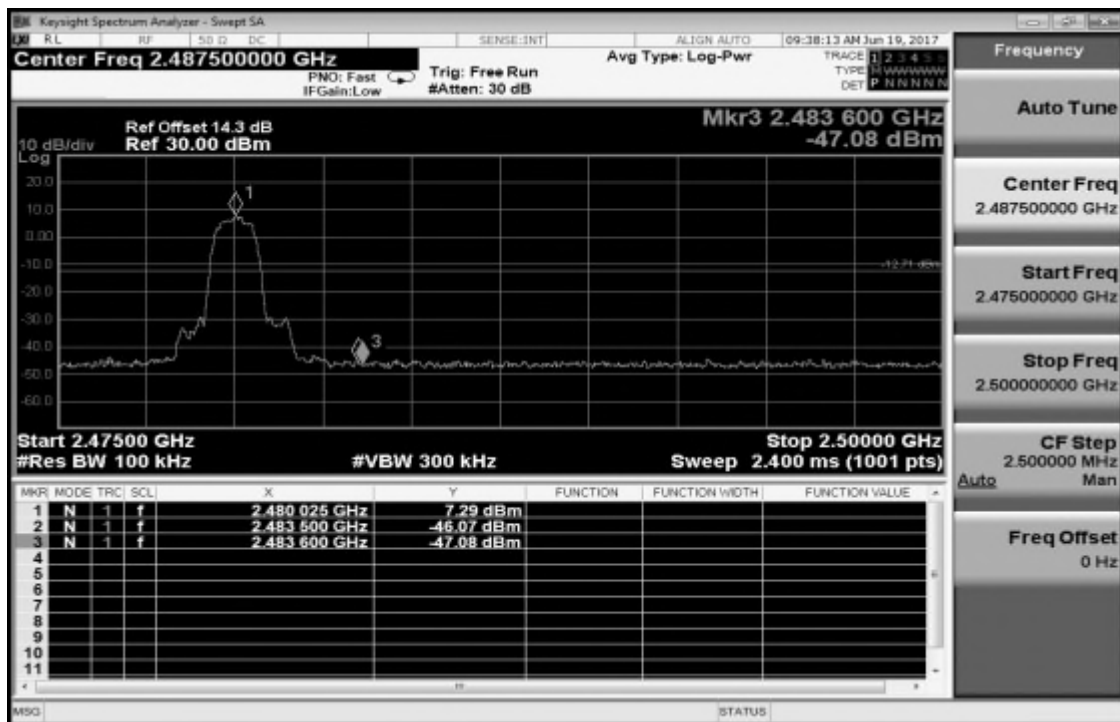 Keysight Spectrum Analyzer - Swept SA
RL RF 50 Ω DC SENSE:INT ALIGN AUTO 09:38:13 AM Jun 19, 2017
Center Freq 2.487500000 GHz
PNO: Fast
IFGain:Low
Trig: Free Run
#Atten: 30 dB
Avg Type: Log-Pwr
TRACE 1 2 3 4 5 6
TYPE M WWWWW
DET P N N N N N
Ref Offset 14.3 dB
10 dB/div Ref 30.00 dBm
Log
Mkr3 2.483 600 GHz
-47.08 dBm
20.0
10.0
0.00
-10.0
-20.0
-30.0
-40.0
-50.0
-60.0
1
3
-12.71 dBm
Start 2.47500 GHz Stop 2.50000 GHz
#Res BW 100 kHz #VBW 300 kHz Sweep 2.400 ms (1001 pts)
MKR MODE TRC SCL X Y FUNCTION FUNCTION WIDTH FUNCTION VALUE
1 N 1 f 2.480 025 GHz 7.29 dBm
2 N 1 f 2.483 500 GHz -46.07 dBm
3 N 1 f 2.483 600 GHz -47.08 dBm
4
5
6
7
8
9
10
11
MSG STATUS
Frequency
Auto Tune
Center Freq
2.487500000 GHz
Start Freq
2.475000000 GHz
Stop Freq
2.500000000 GHz
CF Step
2.500000 MHz
Auto Man
Freq Offset
0 Hz